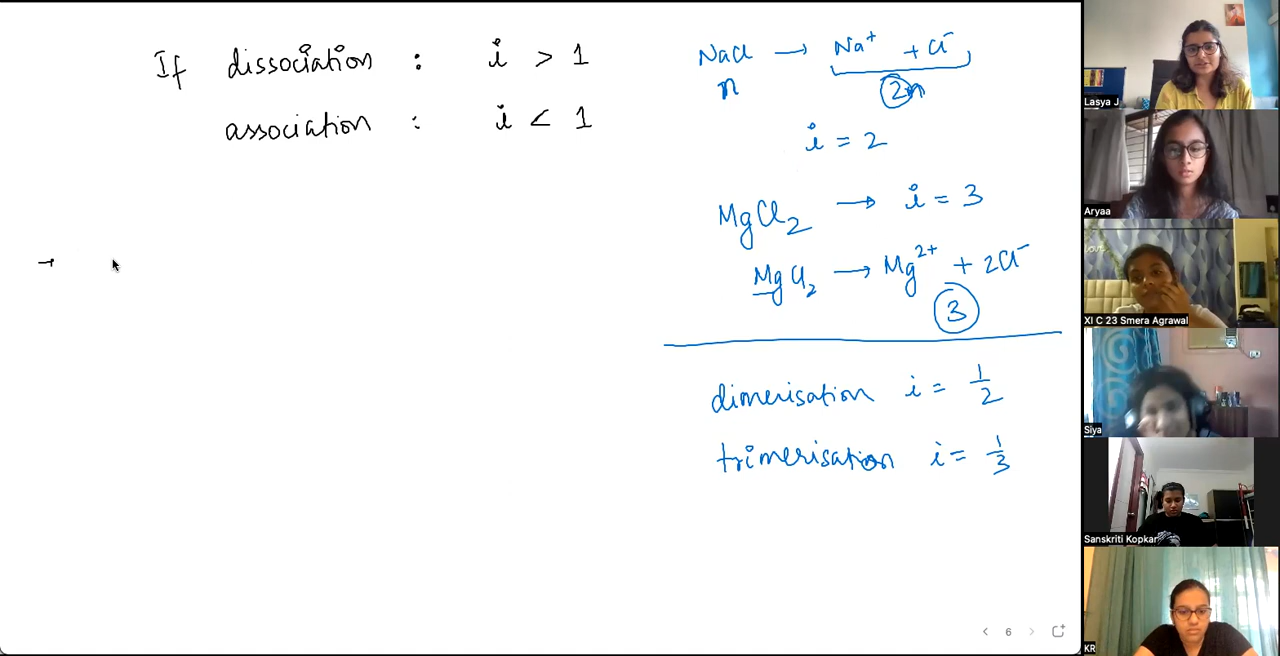 If dissociation : i > 1
association : i < 1
NaCl → Na⁺ + Cl⁻
n 2n
i = 2
MgCl₂ → i = 3
MgCl₂ → Mg²⁺ + 2Cl⁻
3
dimerisation i = 1/2
trimerisation i = 1/3
6
Lasya J
Aryaa
XI C 23 Smera Agrawal
Siya
Sanskriti Kopkar
KR